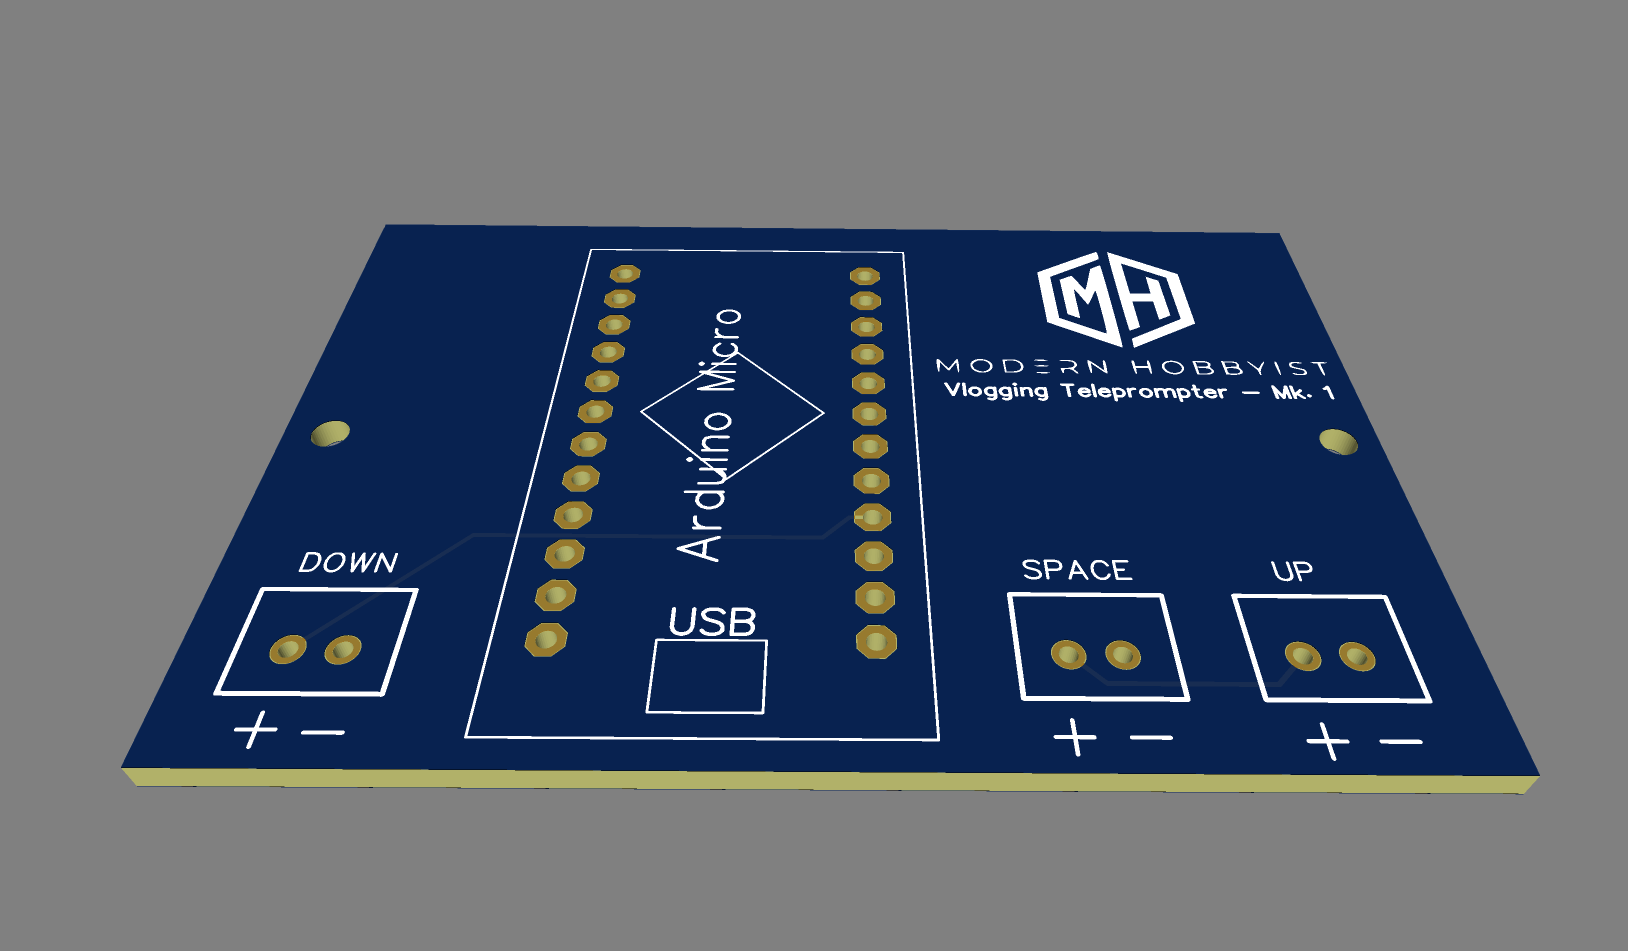 MH
MODERN HOBBYIST
Vlogging Teleprompter - Mk. 1
Arduino Micro
DOWN
USB
SPACE
UP
+ -
+ -
+ -